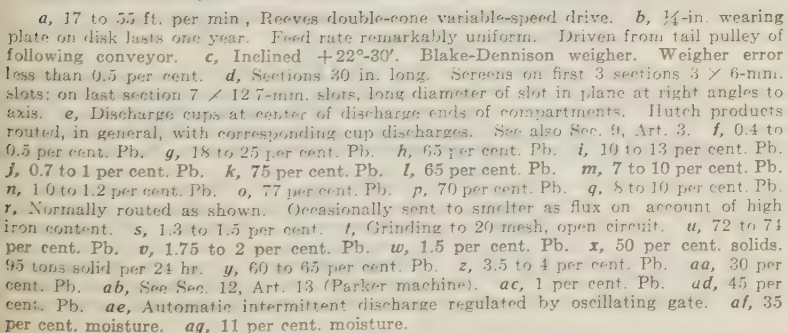 a, 17 to 55 ft. per min, Reeves double-cone variable-speed drive. b, ¼-in. wearing
plate on disk lasts one year. Feed rate remarkably uniform. Driven from tail pulley of
following conveyor. c, Inclined +22°-30′. Blake-Dennison weigher. Weigher error
less than 0.5 per cent. d, Sections 30 in. long. Screens on first 3 sections 3 × 6-mm.
slots; on last section 7 × 12 7-mm. slots, long diameter of slot in plane at right angles to
axis. e, Discharge cups at center of discharge ends of compartments. Hutch products
routed, in general, with corresponding cup discharges. See also Sec. 9, Art. 3. f, 0.4 to
0.5 per cent. Pb. g, 18 to 25 per cent. Pb. h, 65 per cent. Pb. i, 10 to 13 per cent. Pb.
j, 0.7 to 1 per cent. Pb. k, 75 per cent. Pb. l, 65 per cent. Pb. m, 7 to 10 per cent. Pb.
n, 1 0 to 1.2 per cent. Pb. o, 77 per cent. Pb. p, 70 per cent. Pb. q, 8 to 10 per cent. Pb.
r, Normally routed as shown. Occasionally sent to smelter as flux on account of high
iron content. s, 1.3 to 1.5 per cent. t, Grinding to 20 mesh, open circuit. u, 72 to 74
per cent. Pb. v, 1.75 to 2 per cent. Pb. w, 1.5 per cent. Pb. x, 50 per cent. solids.
95 tons solid per 24 hr. y, 60 to 65 per cent. Pb. z, 3.5 to 4 per cent. Pb. aa, 30 per
cent. Pb. ab, See Sec. 12, Art. 13 (Parker machine). ac, 1 per cent. Pb. ad, 45 per
cent. Pb. ae, Automatic intermittent discharge regulated by oscillating gate. af, 35
per cent. moisture. ag, 11 per cent. moisture.